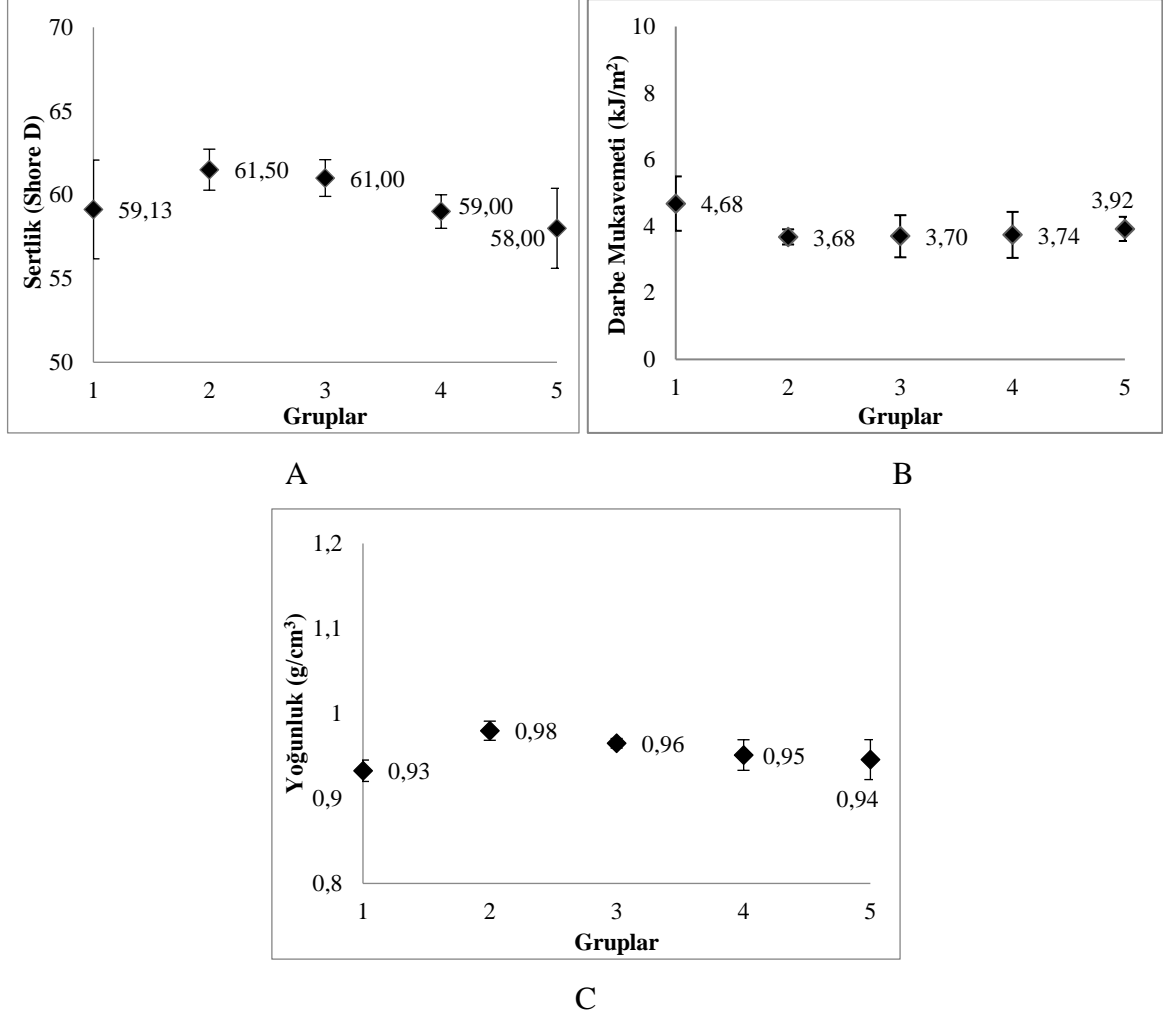 70
65
60
55
50
Sertlik (Shore D)
59,13
61,50
61,00
59,00
58,00
1 2 3 4 5
Gruplar
A
10
8
6
4
2
0
Darbe Mukavemeti (kJ/m²)
4,68
3,68
3,70
3,74
3,92
1 2 3 4 5
Gruplar
B
1,2
1,1
1
0,9
0,8
Yoğunluk (g/cm³)
0,93
0,98
0,96
0,95
0,94
1 2 3 4 5
Gruplar
C